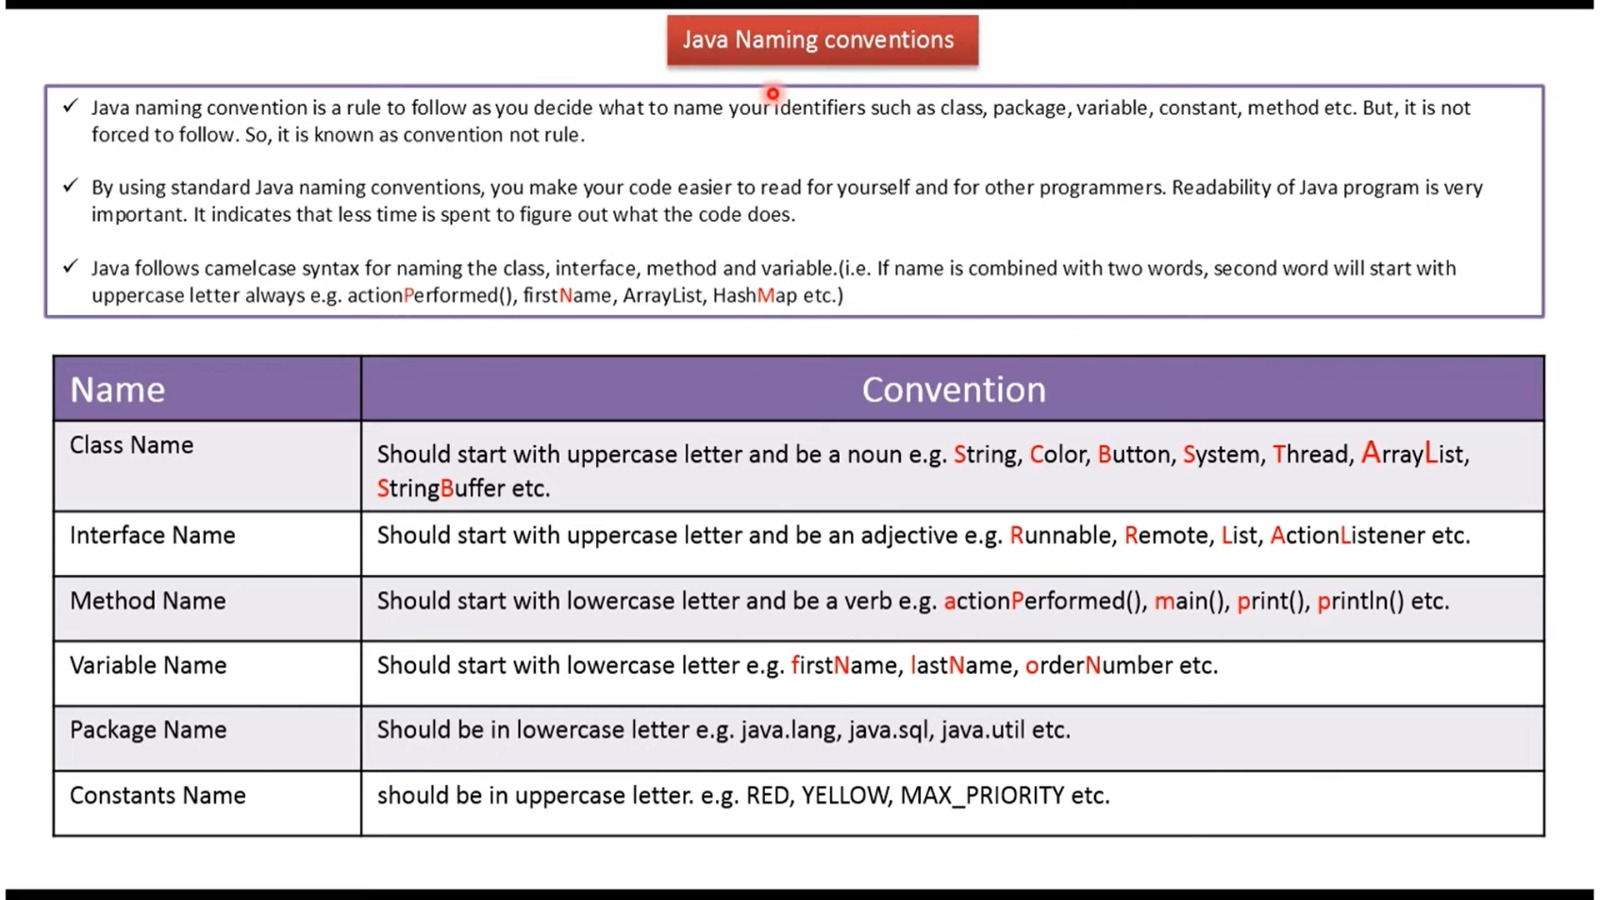 Java Naming conventions
✓ Java naming convention is a rule to follow as you decide what to name your identifiers such as class, package, variable, constant, method etc. But, it is not
forced to follow. So, it is known as convention not rule.
✓ By using standard Java naming conventions, you make your code easier to read for yourself and for other programmers. Readability of Java program is very
important. It indicates that less time is spent to figure out what the code does.
✓ Java follows camelcase syntax for naming the class, interface, method and variable.(i.e. If name is combined with two words, second word will start with
uppercase letter always e.g. actionPerformed(), firstName, ArrayList, HashMap etc.)
Name Convention
Class Name Should start with uppercase letter and be a noun e.g. String, Color, Button, System, Thread, ArrayList,
StringBuffer etc.
Interface Name Should start with uppercase letter and be an adjective e.g. Runnable, Remote, List, ActionListener etc.
Method Name Should start with lowercase letter and be a verb e.g. actionPerformed(), main(), print(), println() etc.
Variable Name Should start with lowercase letter e.g. firstName, lastName, orderNumber etc.
Package Name Should be in lowercase letter e.g. java.lang, java.sql, java.util etc.
Constants Name should be in uppercase letter. e.g. RED, YELLOW, MAX_PRIORITY etc.